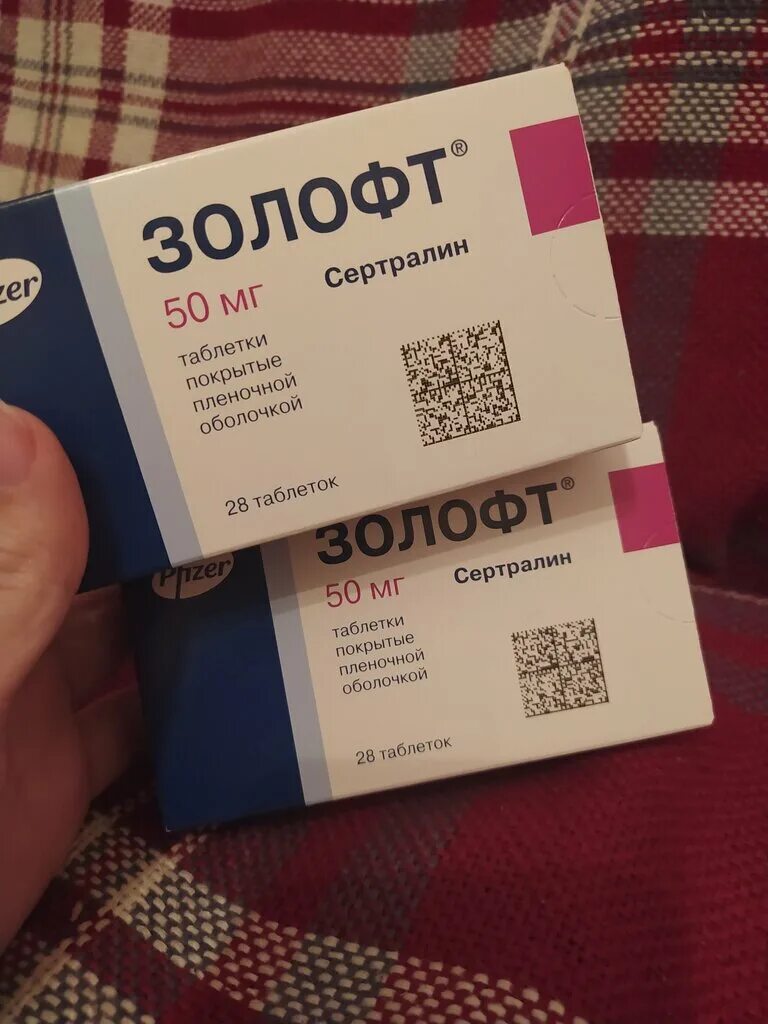 ЗОЛОФТ®
Сертралин
50 мг
таблетки
покрытые
пленочной
оболочкой
28 таблеток
zer
ЗОЛОФТ®
Pfizer
Сертралин
50 мг
таблетки
покрытые
пленочной
оболочкой
28 таблеток